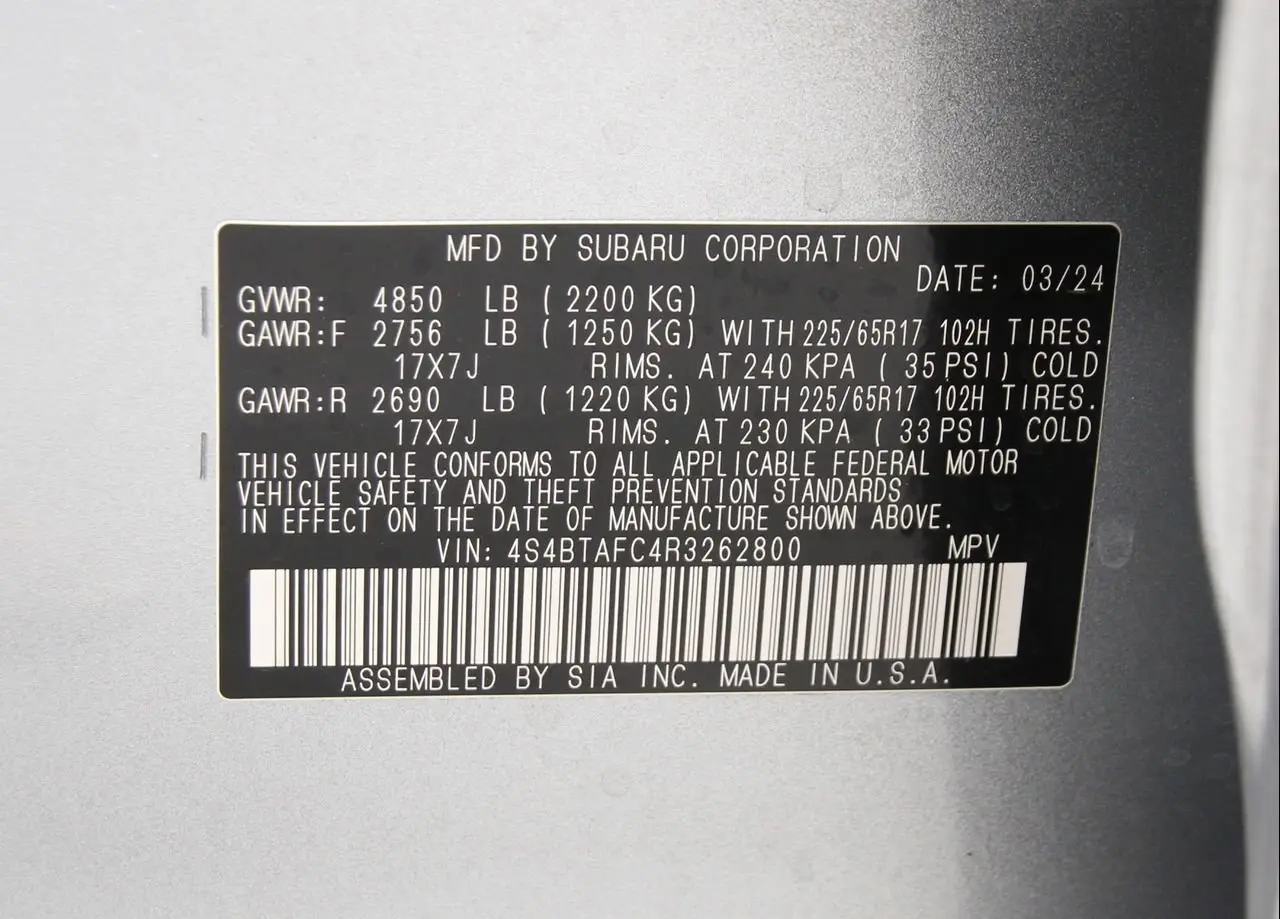 MFD BY SUBARU CORPORATION
DATE: 03/24
GVWR: 4850 LB ( 2200 KG)
GAWR:F 2756 LB ( 1250 KG) WITH 225/65R17 102H TIRES.
17X7J RIMS. AT 240 KPA ( 35 PSI) COLD
GAWR:R 2690 LB ( 1220 KG) WITH 225/65R17 102H TIRES.
17X7J RIMS. AT 230 KPA ( 33 PSI) COLD
THIS VEHICLE CONFORMS TO ALL APPLICABLE FEDERAL MOTOR
VEHICLE SAFETY AND THEFT PREVENTION STANDARDS
IN EFFECT ON THE DATE OF MANUFACTURE SHOWN ABOVE.
VIN: 4S4BTAFC4R3262800 MPV
ASSEMBLED BY SIA INC. MADE IN U.S.A.